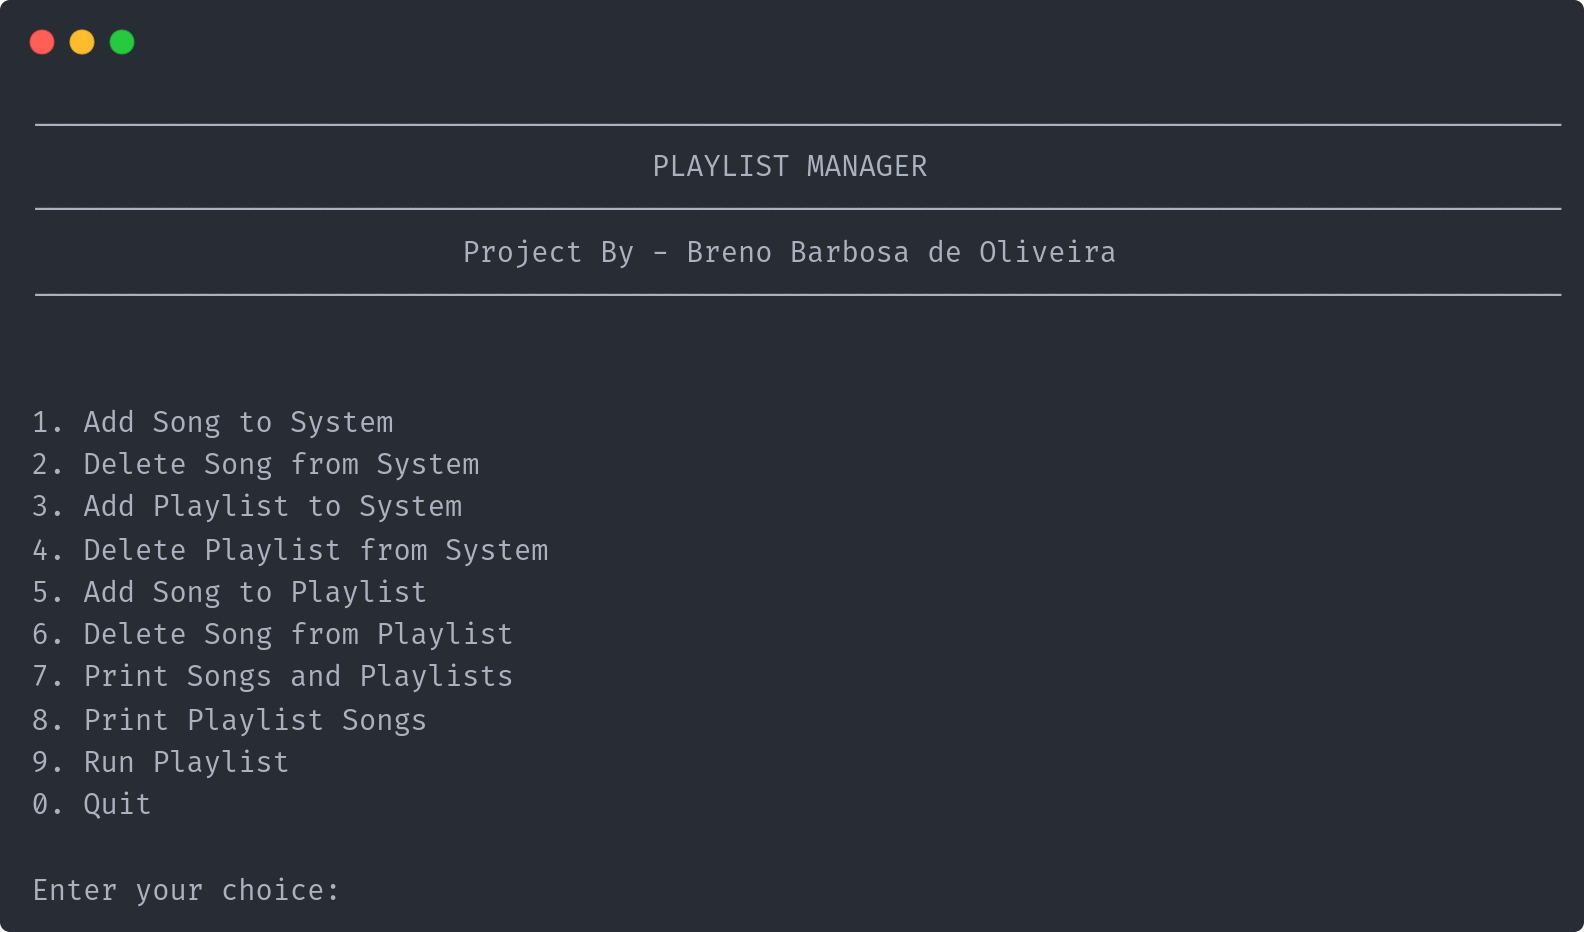 PLAYLIST MANAGER
Project By - Breno Barbosa de Oliveira
1. Add Song to System
2. Delete Song from System
3. Add Playlist to System
4. Delete Playlist from System
5. Add Song to Playlist
6. Delete Song from Playlist
7. Print Songs and Playlists
8. Print Playlist Songs
9. Run Playlist
0. Quit
Enter your choice: